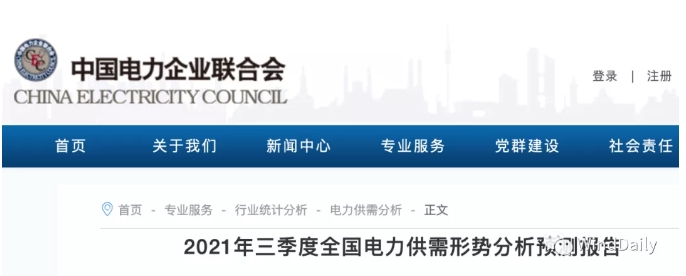 中国电力企业联合会
CHINA ELECTRICITY COUNCIL
登录 | 注册
首页 关于我们 新闻中心 专业服务 党群建设 社会责任
首页 - 专业服务 - 行业统计分析 - 电力供需分析 - 正文
2021年三季度全国电力供需形势分析预测报告
WindDaily